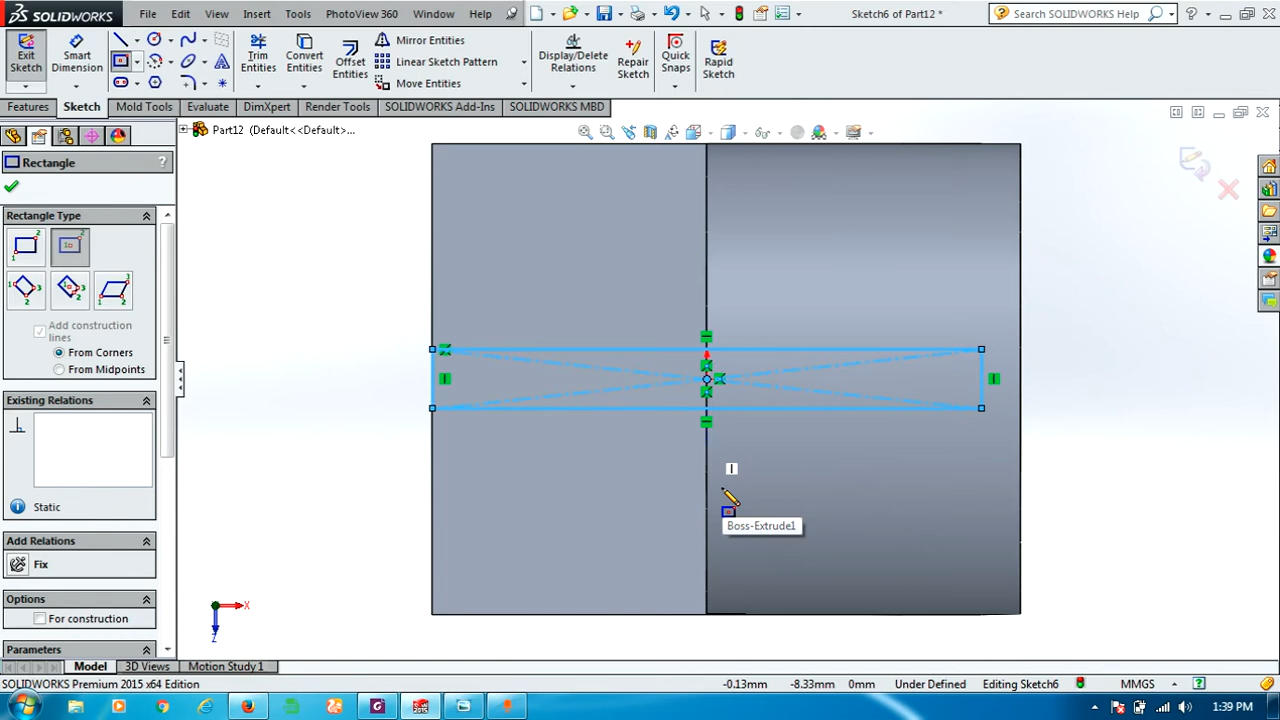 SOLIDWORKS
File Edit View Insert Tools PhotoView 360 Window Help
Sketch6 of Part12 *
Search SOLIDWORKS Help
Exit Sketch
Smart Dimension
Trim Entities
Convert Entities
Offset Entities
Mirror Entities
Linear Sketch Pattern
Move Entities
Display/Delete Relations
Repair Sketch
Quick Snaps
Rapid Sketch
Features Sketch Mold Tools Evaluate DimXpert Render Tools SOLIDWORKS Add-Ins SOLIDWORKS MBD
Part12 (Default<<Default>...
Rectangle ?
Rectangle Type
Add construction lines
From Corners
From Midpoints
Existing Relations
Static
Add Relations
Fix
Options
For construction
Parameters
Boss-Extrude1
X
Z
Model 3D Views Motion Study 1
SOLIDWORKS Premium 2015 x64 Edition
-0.13mm -8.33mm 0mm Under Defined Editing Sketch6 MMGS
1:39 PM